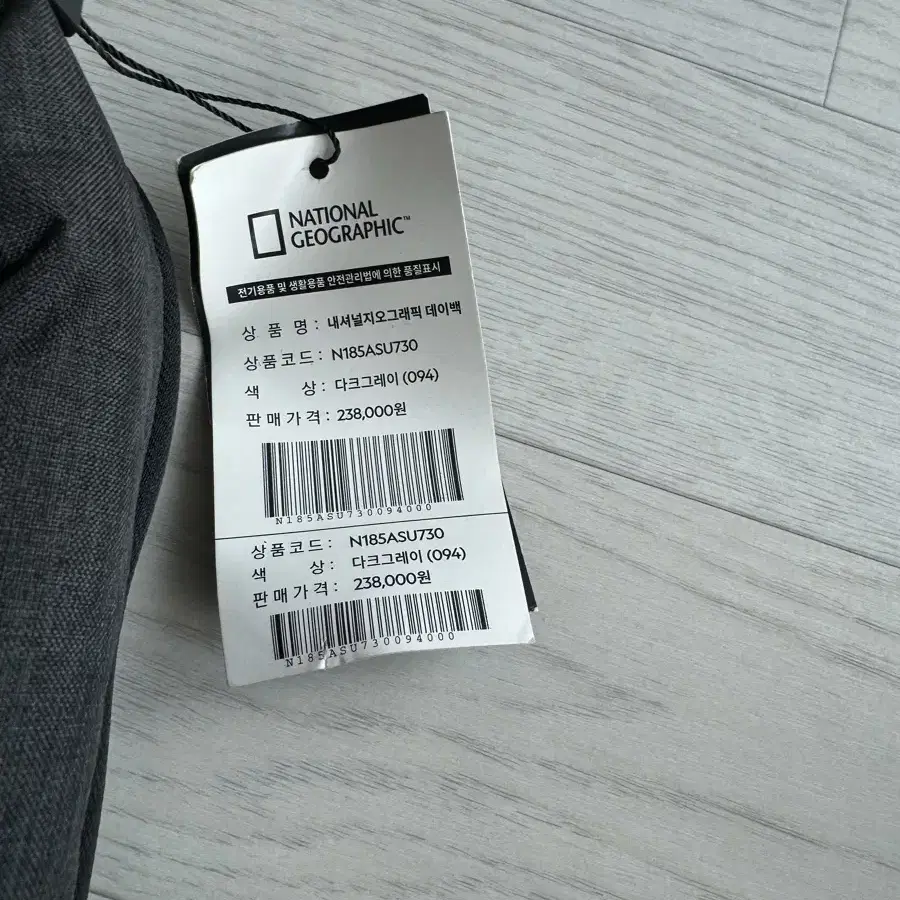 NATIONAL
GEOGRAPHIC™
전기용품 및 생활용품 안전관리법에 의한 품질표시
상 품 명 : 내셔널지오그래픽 데이백
상품코드 : N185ASU730
색 상 : 다크그레이 (094)
판매가격 : 238,000원
N185ASU730094000
상품코드 : N185ASU730
색 상 : 다크그레이 (094)
판매가격 : 238,000원
N185ASU730094000